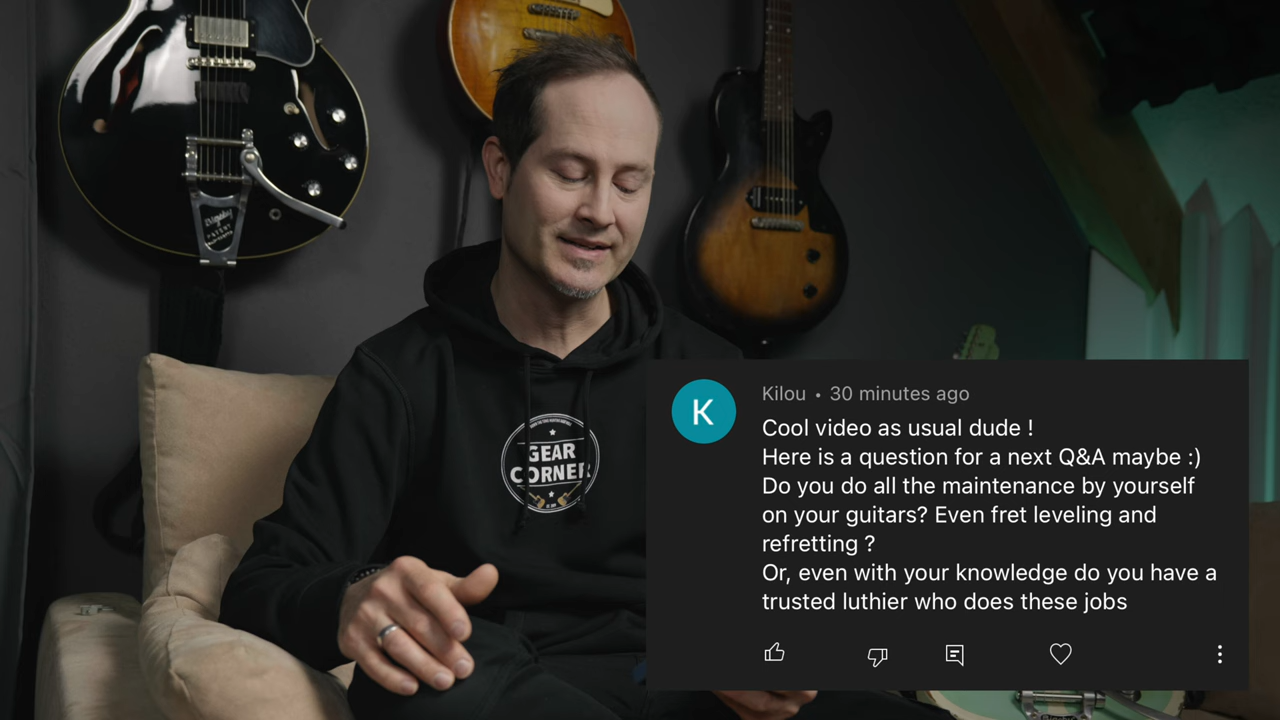 GEAR
CORNER
Kilou • 30 minutes ago
Cool video as usual dude !
Here is a question for a next Q&A maybe :)
Do you do all the maintenance by yourself
on your guitars? Even fret leveling and
refretting ?
Or, even with your knowledge do you have a
trusted luthier who does these jobs
K
Bigsby
PATENT